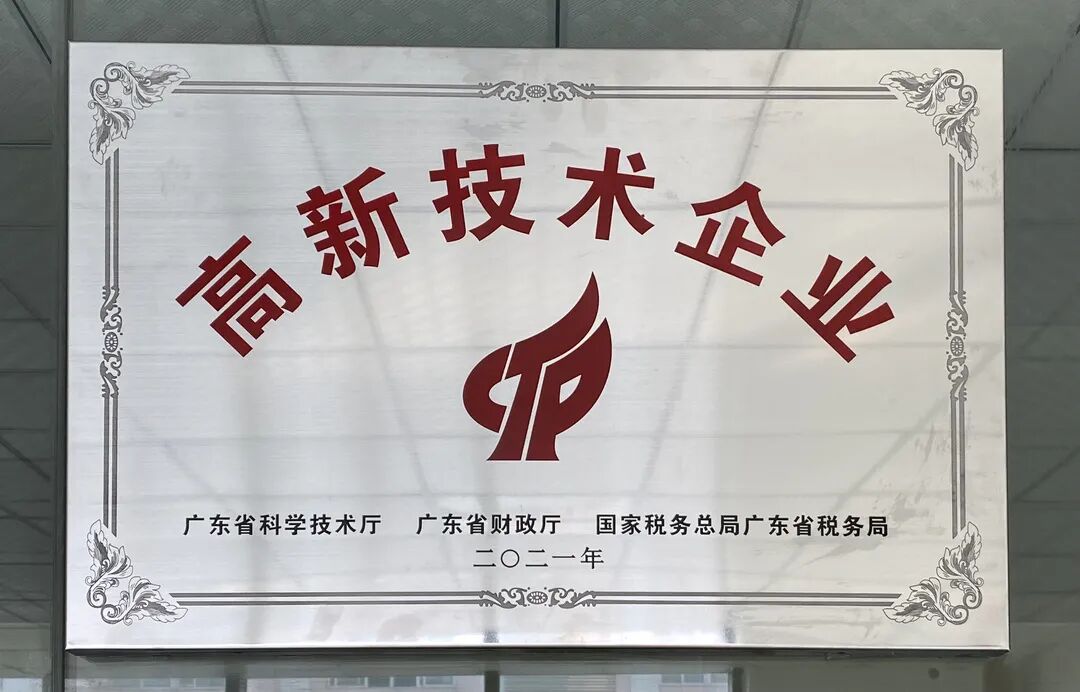 高新技术企业
广东省科学技术厅 广东省财政厅 国家税务总局广东省税务局
二〇二一年